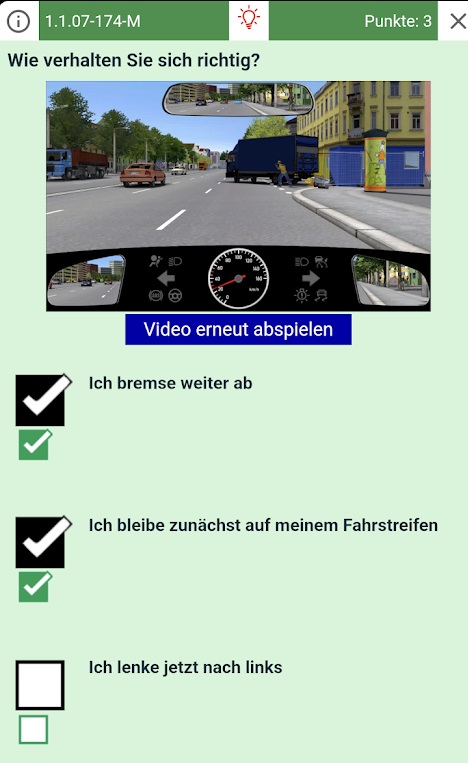 1.1.07-174-M
Punkte: 3
Wie verhalten Sie sich richtig?
Video erneut abspielen
Ich bremse weiter ab
Ich bleibe zunächst auf meinem Fahrstreifen
Ich lenke jetzt nach links